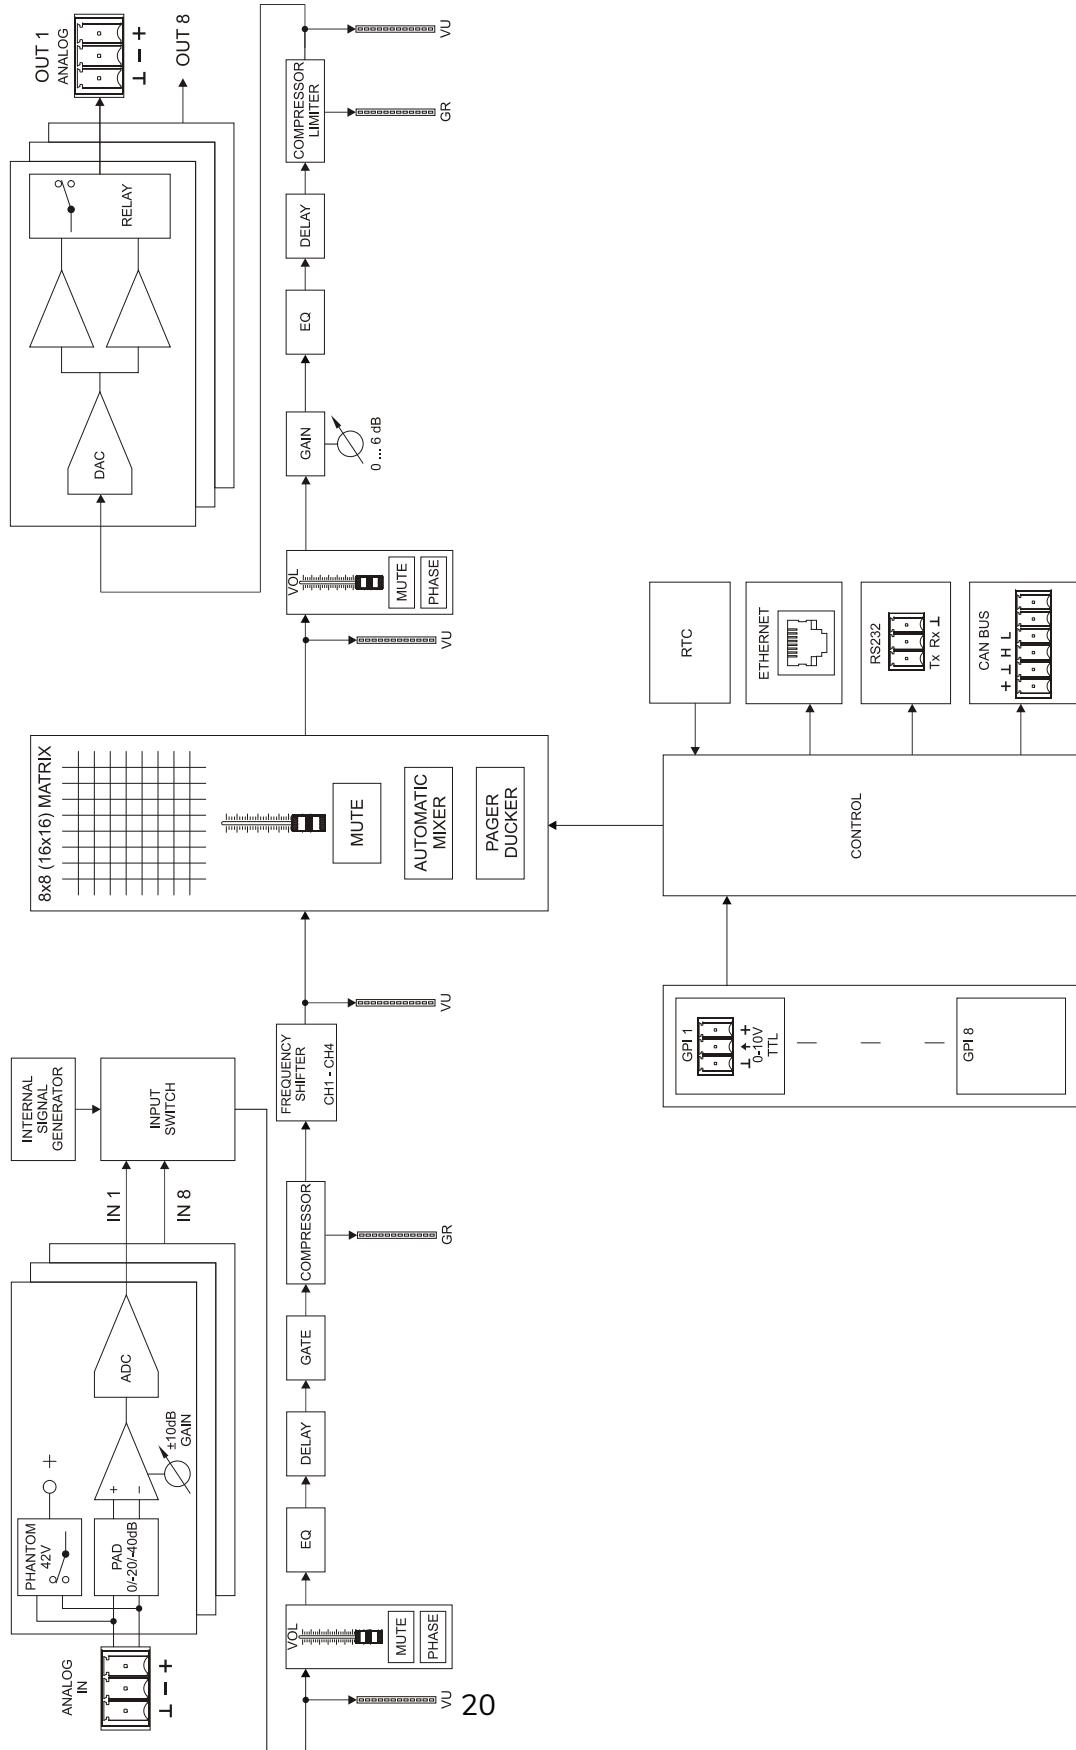 ANALOG
IN
+
−
⊥
PHANTOM
42V
+
PAD
0/-20/-40dB
+
−
±10dB
GAIN
ADC
IN 1
IN 8
INTERNAL
SIGNAL
GENERATOR
INPUT
SWITCH
VU
VOL
MUTE
PHASE
EQ
DELAY
GATE
COMPRESSOR
GR
FREQUENCY
SHIFTER
CH1 - CH4
VU
8x8 (16x16) MATRIX
MUTE
AUTOMATIC
MIXER
PAGER
DUCKER
VU
VOL
MUTE
PHASE
GAIN
0 ... 6 dB
EQ
DELAY
COMPRESSOR
LIMITER
GR
VU
DAC
RELAY
OUT 1
ANALOG
+
−
⊥
OUT 8
GPI 1
⊥ ↑ +
0-10V
TTL
GPI 8
CONTROL
RTC
ETHERNET
RS232
Tx Rx ⊥
CAN BUS
+ ⊥ H L
20